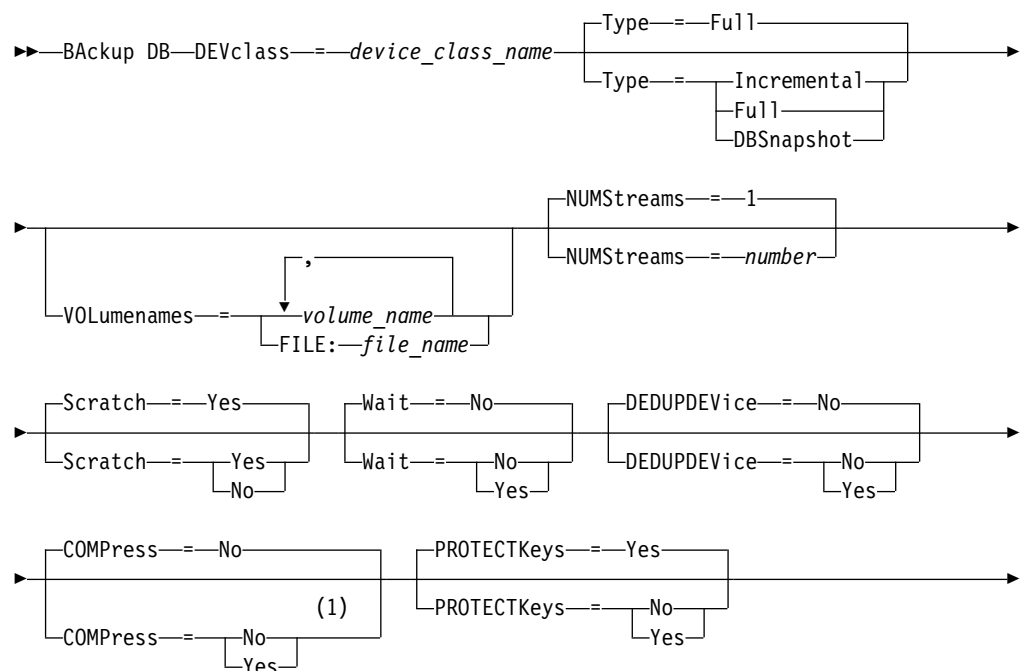 Type = Full
BAckup DB DEVclass = device_class_name
Type = Incremental
Full
DBSnapshot
NUMStreams = 1
,
NUMStreams = number
VOLumenames = volume_name
FILE: file_name
Scratch = Yes Wait = No DEDUPDEVice = No
Scratch = Yes Wait = No DEDUPDEVice = No
No Yes Yes
COMPress = No PROTECTKeys = Yes
(1) PROTECTKeys = No
COMPress = No Yes
Yes